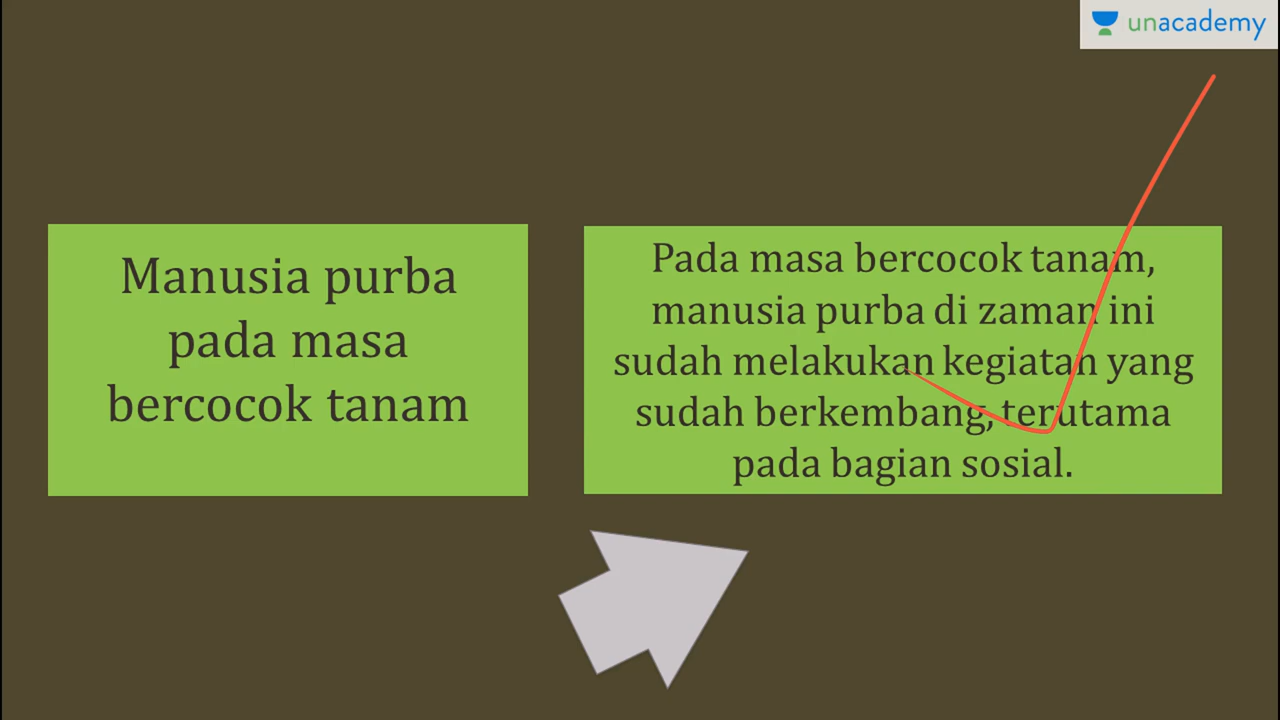 unacademy
Manusia purba
pada masa
bercocok tanam
Pada masa bercocok tanam,
manusia purba di zaman ini
sudah melakukan kegiatan yang
sudah berkembang, terutama
pada bagian sosial.